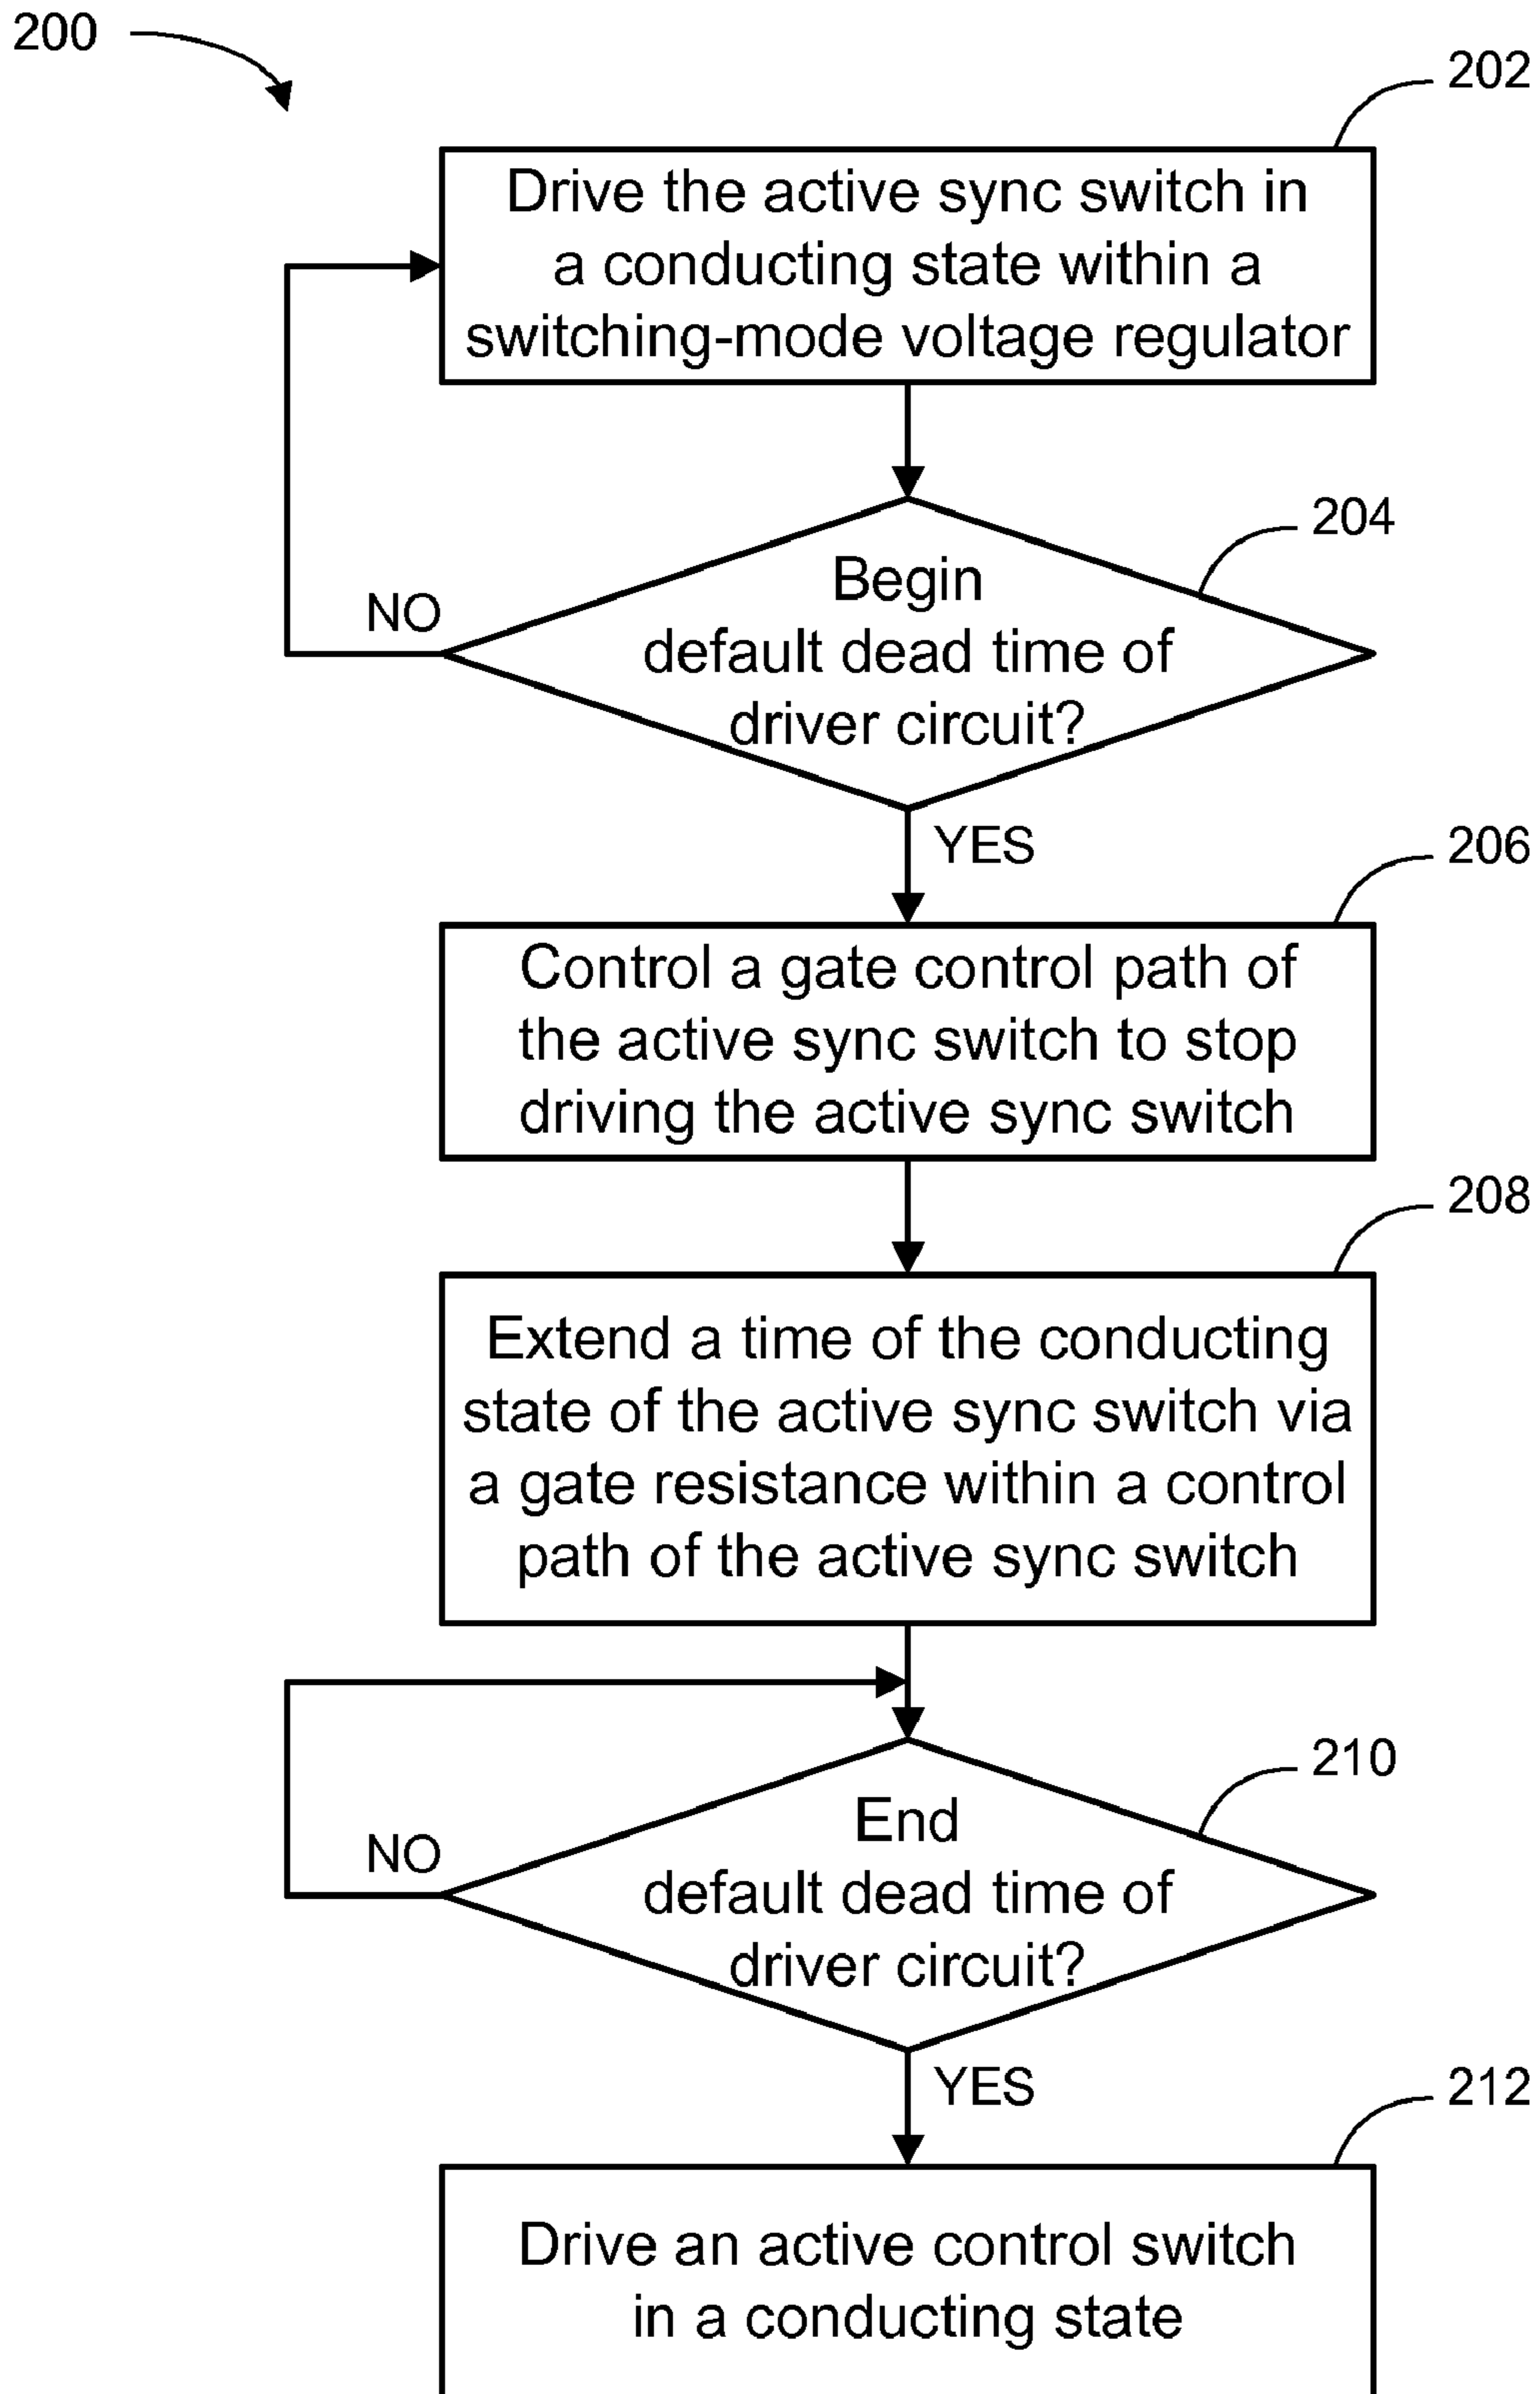 200
202
Drive the active sync switch in
a conducting state within a
switching-mode voltage regulator
204
Begin
default dead time of
driver circuit?
NO
YES
206
Control a gate control path of
the active sync switch to stop
driving the active sync switch
208
Extend a time of the conducting
state of the active sync switch via
a gate resistance within a control
path of the active sync switch
210
End
default dead time of
driver circuit?
NO
YES
212
Drive an active control switch
in a conducting state